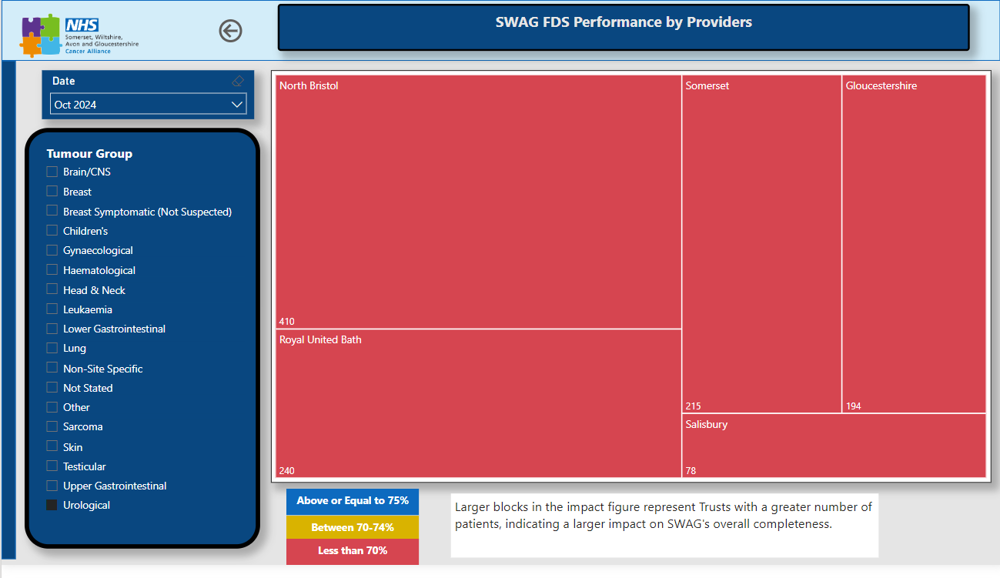 NHS
Somerset, Wiltshire,
Avon and Gloucestershire
Cancer Alliance
SWAG FDS Performance by Providers
Date
Oct 2024
Tumour Group
Brain/CNS
Breast
Breast Symptomatic (Not Suspected)
Children's
Gynaecological
Haematological
Head & Neck
Leukaemia
Lower Gastrointestinal
Lung
Non-Site Specific
Not Stated
Other
Sarcoma
Skin
Testicular
Upper Gastrointestinal
Urological
North Bristol
410
Royal United Bath
240
Somerset
215
Gloucestershire
194
Salisbury
78
Above or Equal to 75%
Between 70-74%
Less than 70%
Larger blocks in the impact figure represent Trusts with a greater number of
patients, indicating a larger impact on SWAG's overall completeness.